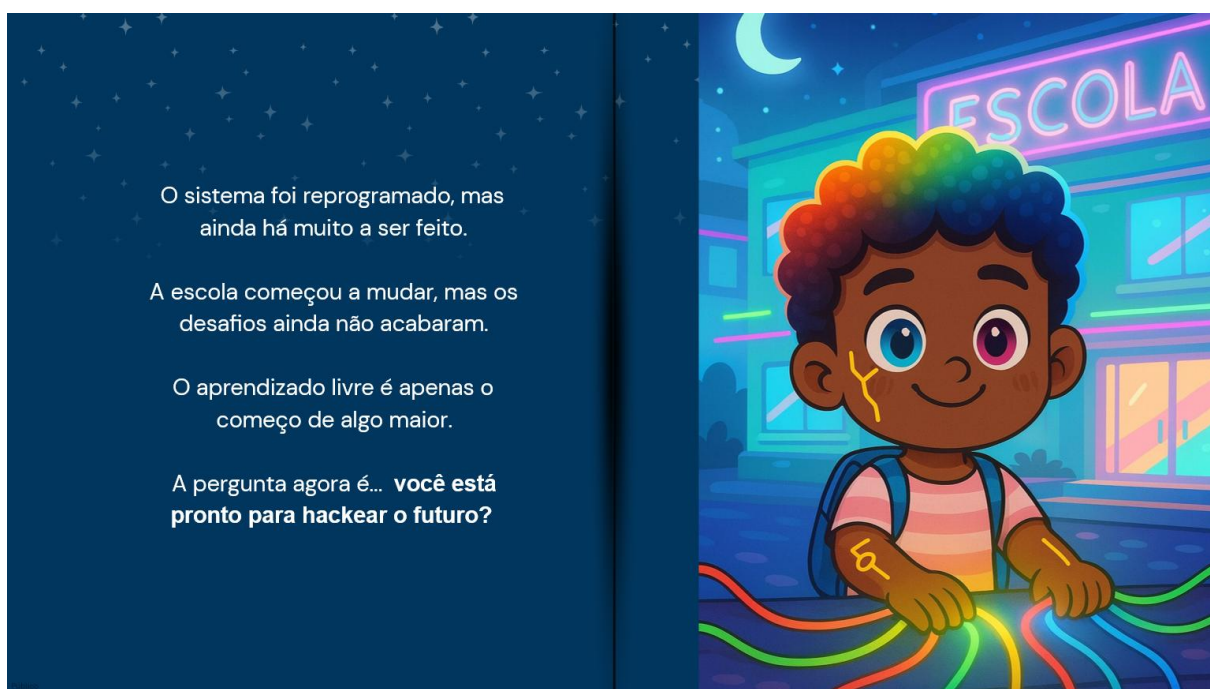 O sistema foi reprogramado, mas
ainda há muito a ser feito.
A escola começou a mudar, mas os
desafios ainda não acabaram.
O aprendizado livre é apenas o
começo de algo maior.
A pergunta agora é... você está
pronto para hackear o futuro?
ESCOLA